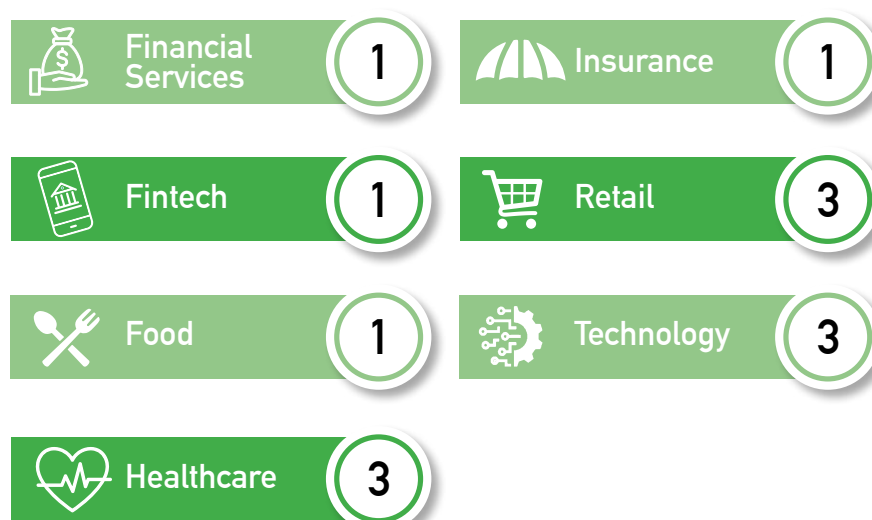 Financial
Services
1
Fintech
1
Food
1
Healthcare
3
Insurance
1
Retail
3
Technology
3